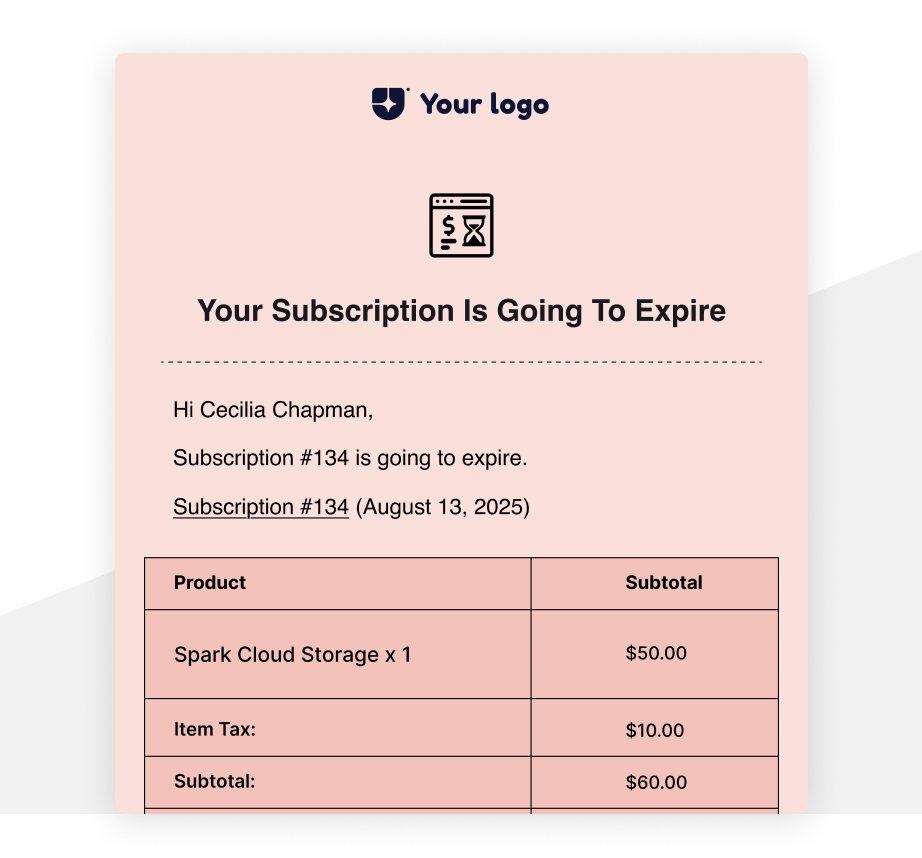 Your logo
$
Your Subscription Is Going To Expire
Hi Cecilia Chapman,
Subscription #134 is going to expire.
Subscription #134 (August 13, 2025)
Product Subtotal
Spark Cloud Storage x 1 $50.00
Item Tax: $10.00
Subtotal: $60.00